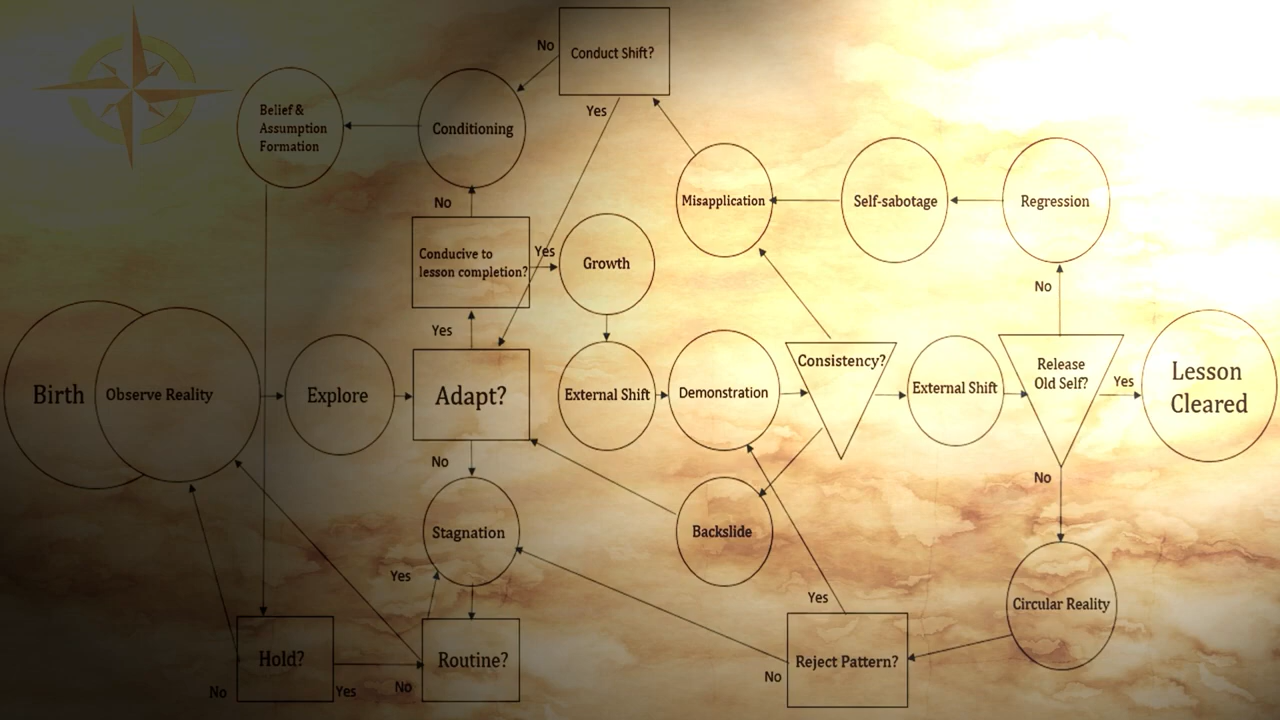 Conduct Shift?
No
Yes
Belief &
Assumption
Formation
Conditioning
No
Misapplication
Self-sabotage
Regression
Conducive to
lesson completion?
Yes
Growth
No
Yes
Birth
Observe Reality
Explore
Adapt?
External Shift
Demonstration
Consistency?
External Shift
Release
Old Self?
Yes
Lesson
Cleared
No
No
Stagnation
Backslide
Yes
Yes
Circular Reality
Hold?
Routine?
Reject Pattern?
No
Yes
No
No